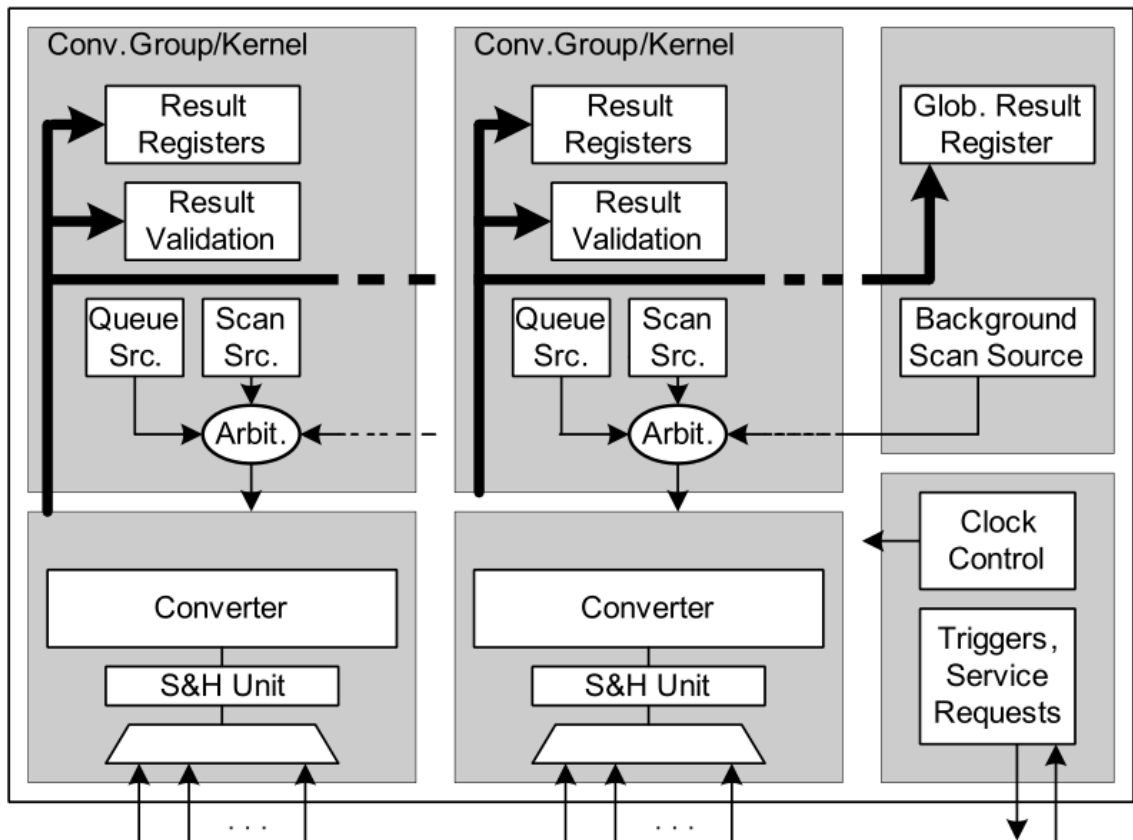 Conv.Group/Kernel
Result
Registers
Result
Validation
Queue
Src.
Scan
Src.
Arbit.
Converter
S&H Unit
. . .
Conv.Group/Kernel
Result
Registers
Result
Validation
Queue
Src.
Scan
Src.
Arbit.
Converter
S&H Unit
. . .
Glob. Result
Register
Background
Scan Source
Clock
Control
Triggers,
Service
Requests